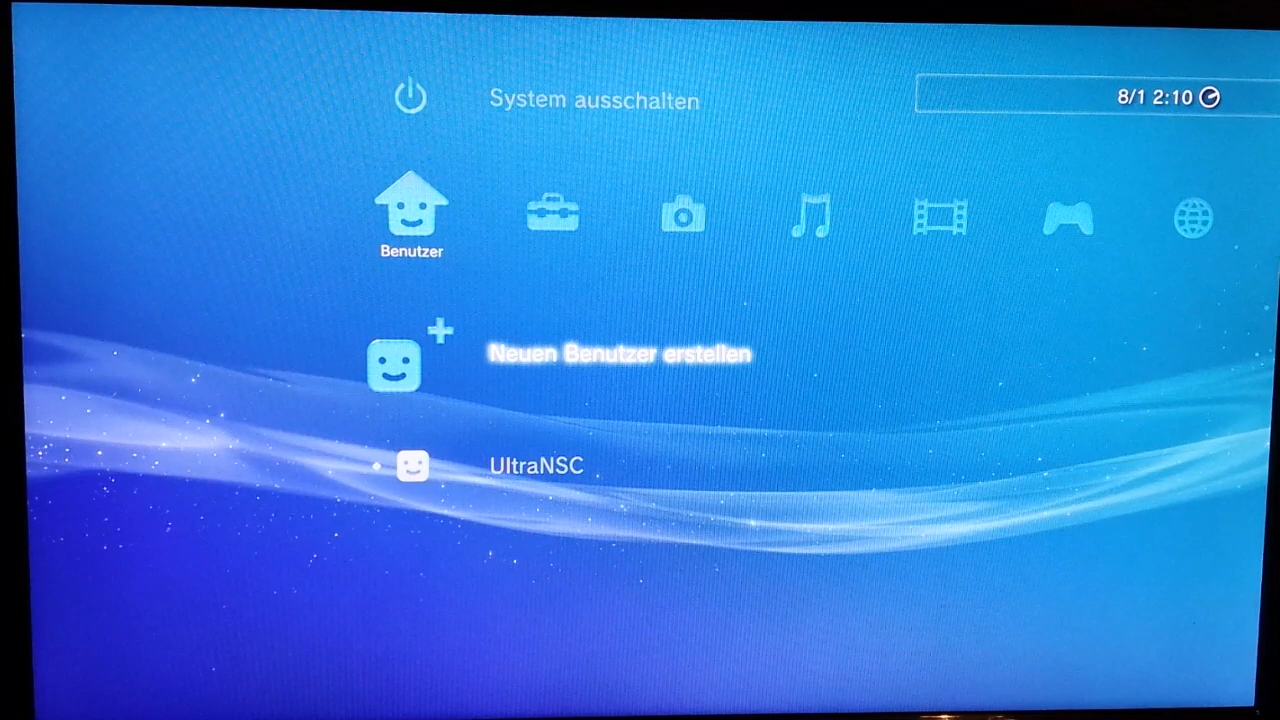 System ausschalten
8/1 2:10
Benutzer
Neuen Benutzer erstellen
UltraNSC